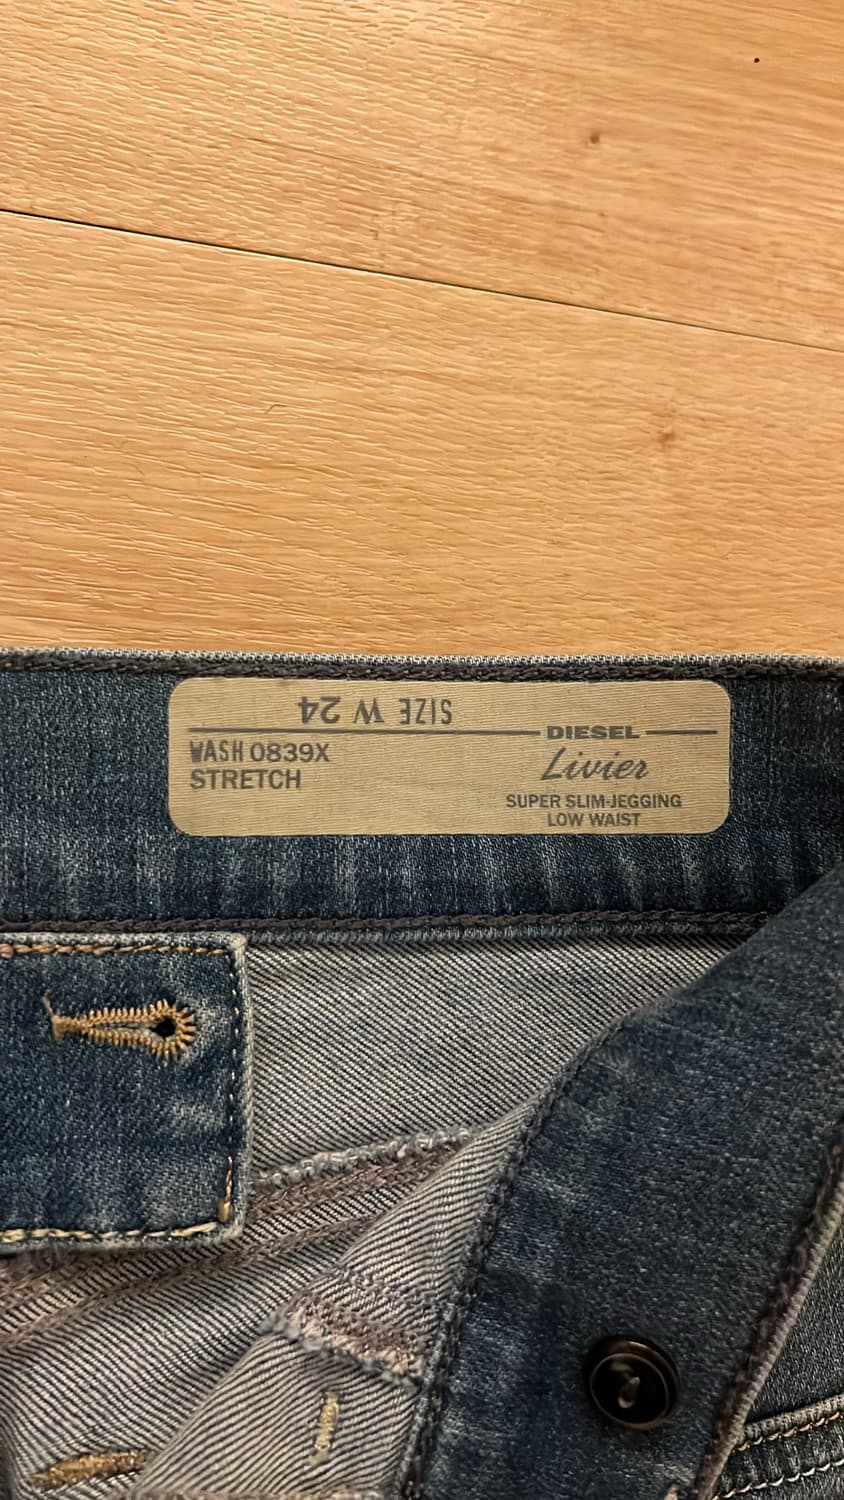 SIZE W 24
DIESEL
WASH 0839X
STRETCH
Livier
SUPER SLIM-JEGGING
LOW WAIST